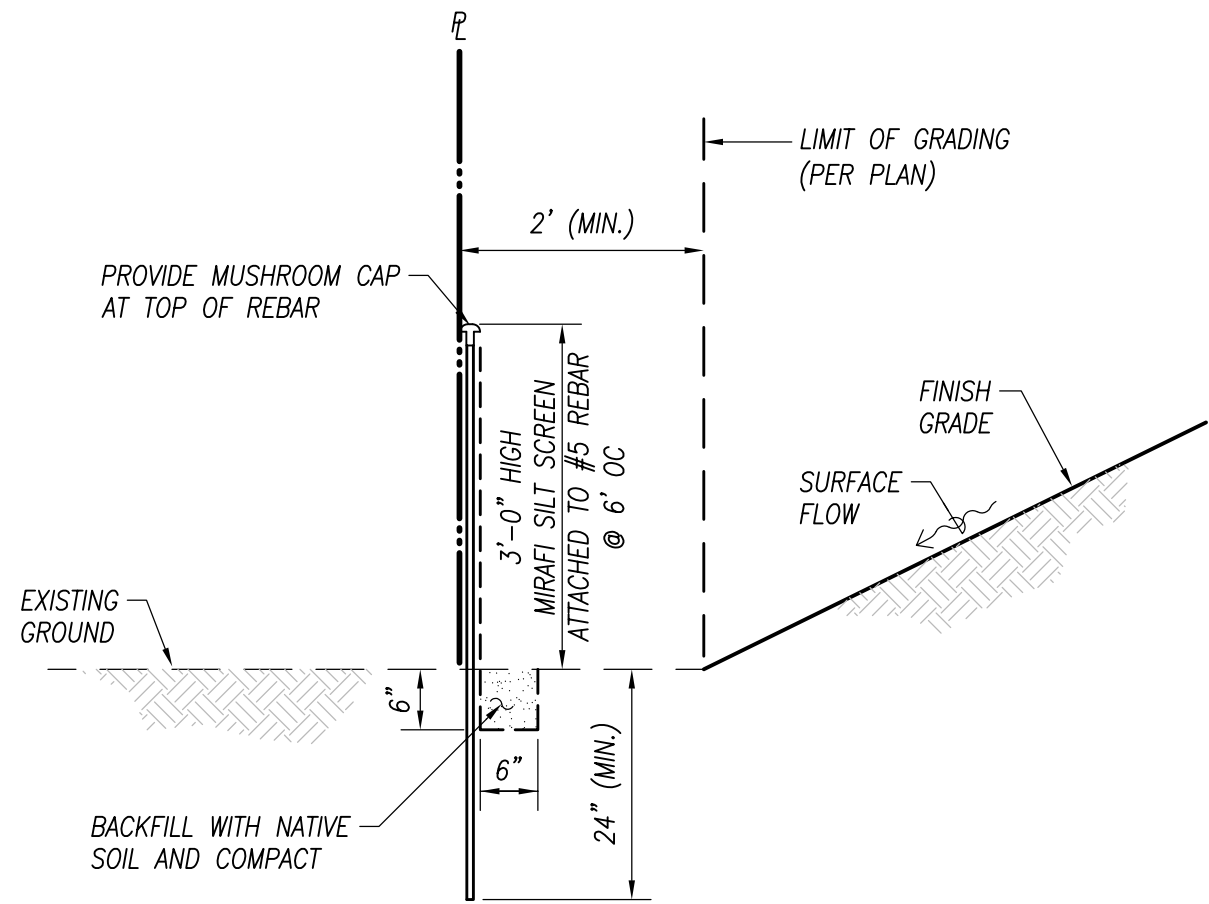 PL
LIMIT OF GRADING
(PER PLAN)
2' (MIN.)
PROVIDE MUSHROOM CAP
AT TOP OF REBAR
3'-0" HIGH
MIRAFI SILT SCREEN
ATTACHED TO #5 REBAR
@ 6' OC
FINISH
GRADE
SURFACE
FLOW
EXISTING
GROUND
6"
6"
24" (MIN.)
BACKFILL WITH NATIVE
SOIL AND COMPACT